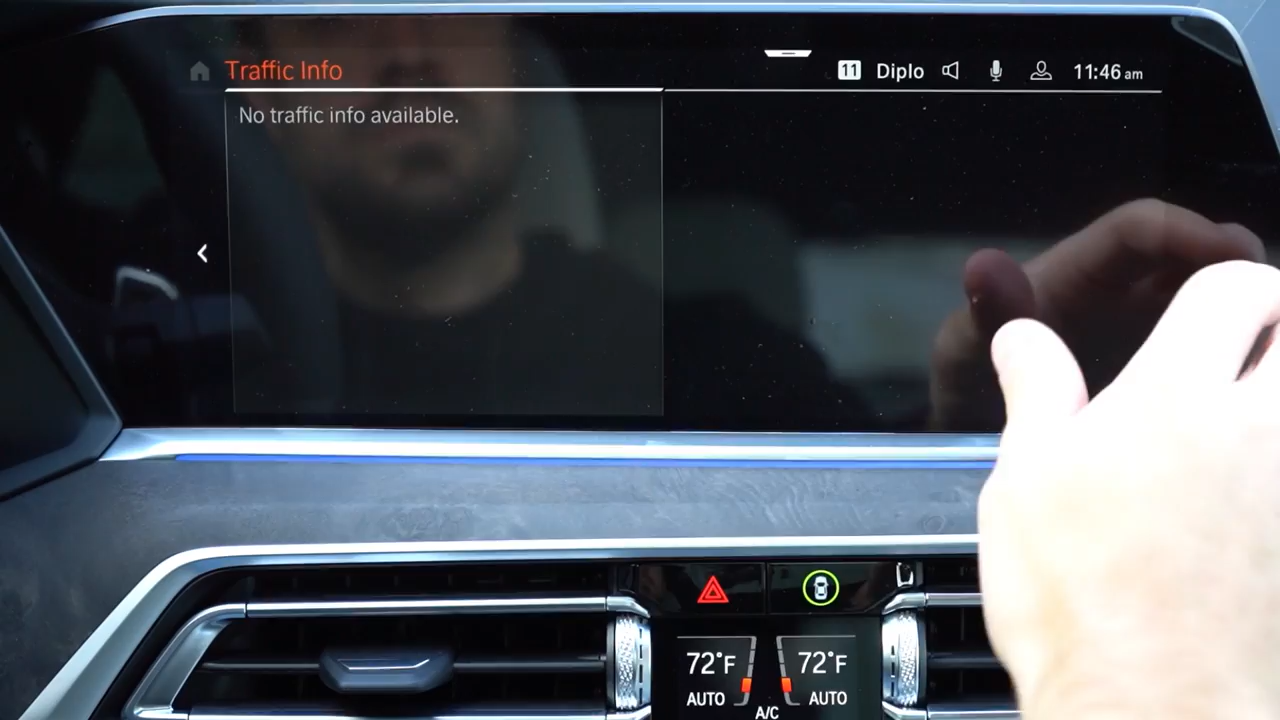 Traffic Info
11 Diplo 11:46 am
No traffic info available.
72°F 72°F
AUTO AUTO
A/C